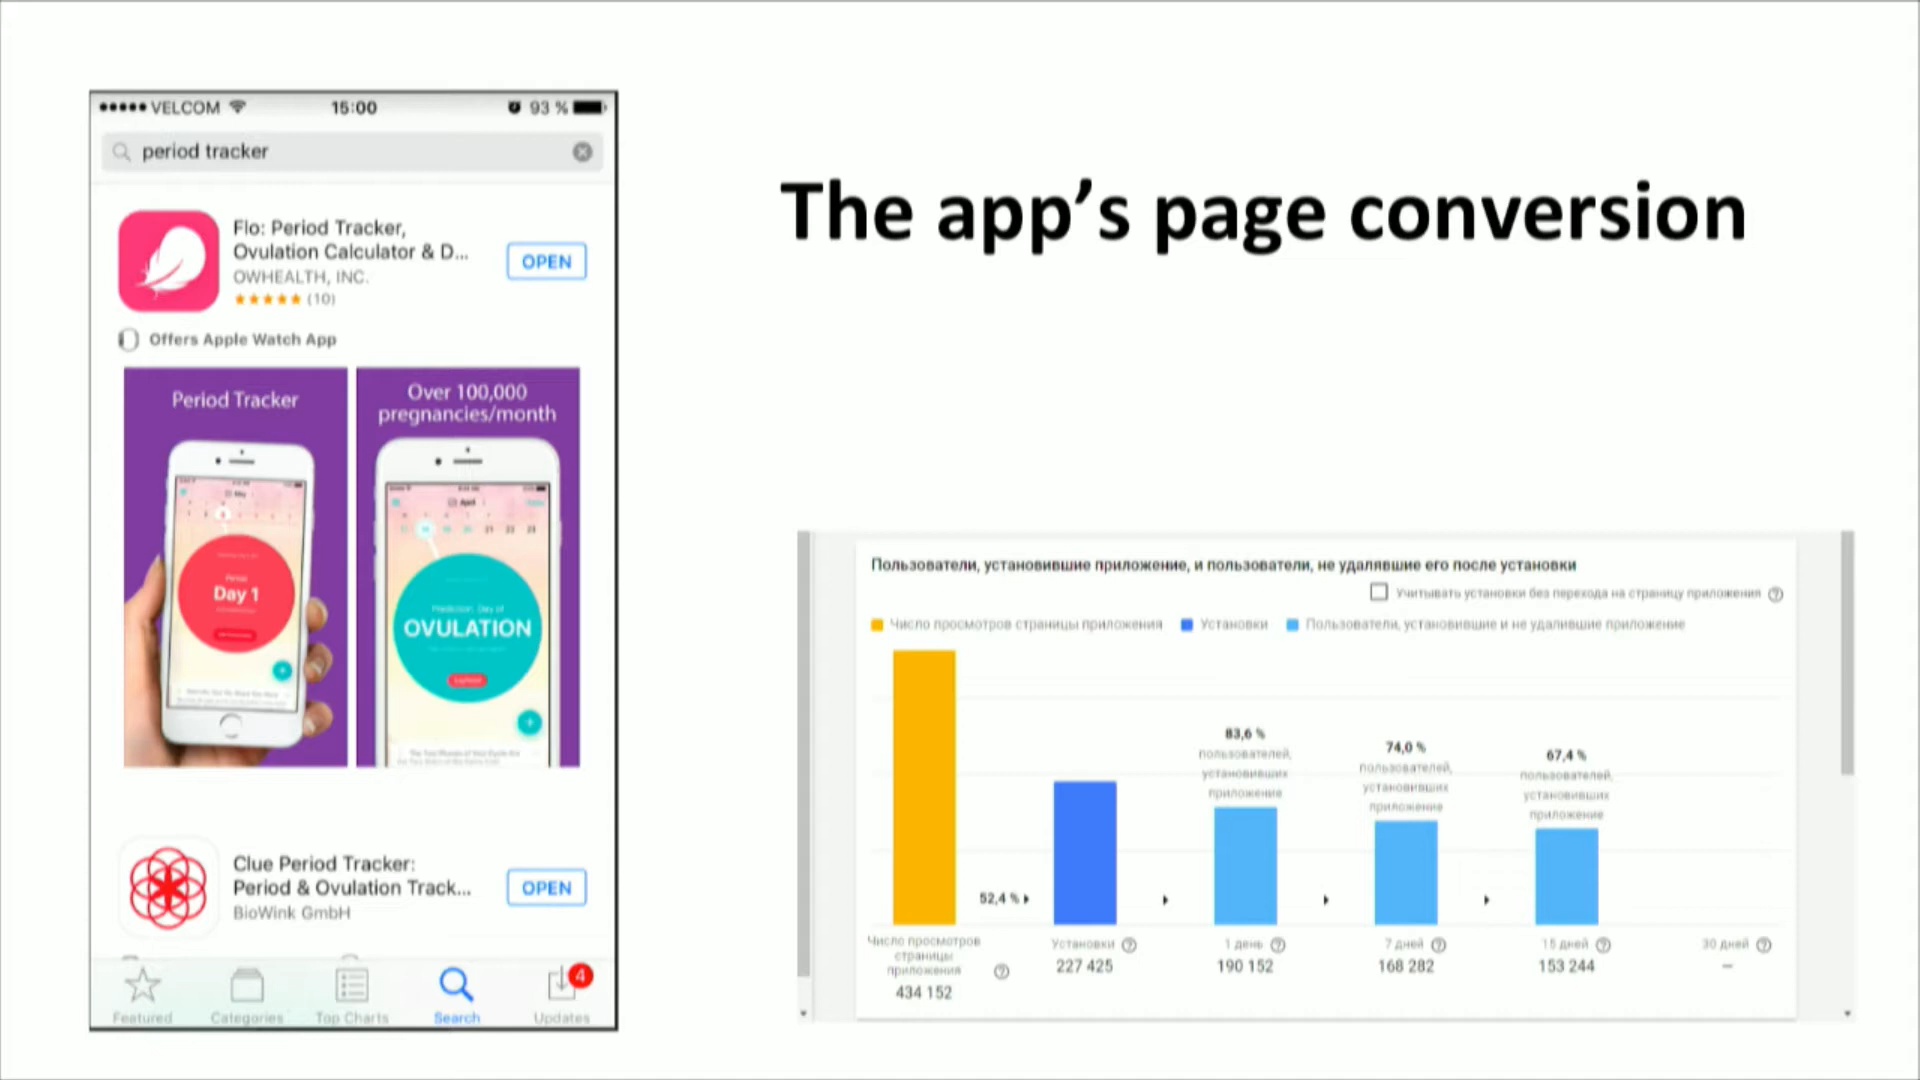 VELCOM 15:00 93 %
period tracker
Flo: Period Tracker,
Ovulation Calculator & D...
OWHEALTH, INC.
(10)
OPEN
Offers Apple Watch App
Period Tracker
Day 1
Over 100,000
pregnancies/month
OVULATION
Clue Period Tracker:
Period & Ovulation Track...
BioWink GmbH
OPEN
Featured
Categories
Top Charts
Search
4
Updates
The app's page conversion
Пользователи, установившие приложение, и пользователи, не удалявшие его после установки
Учитывать установки без перехода на страницу приложения
Число просмотров страницы приложения
Установки
Пользователи, установившие и не удалившие приложение
83,6 %
пользователей,
установивших
приложение
74,0 %
пользователей,
установивших
приложение
67,4 %
пользователей,
установивших
приложение
52,4 %
Число просмотров
страницы
приложения
434 152
Установки
227 425
1 день
190 152
7 дней
168 282
15 дней
153 244
30 дней
–